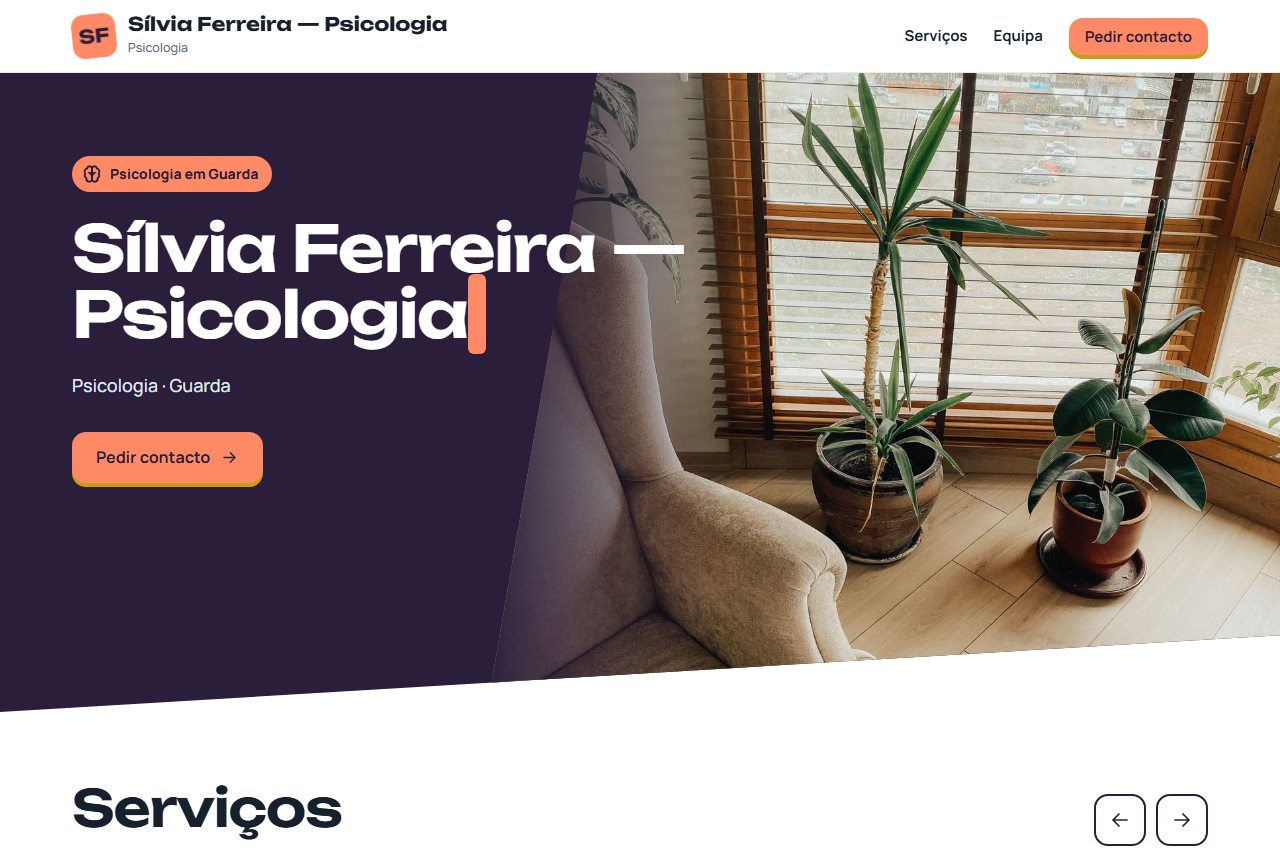 SF
Sílvia Ferreira — Psicologia
Psicologia
Serviços
Equipa
Pedir contacto
Psicologia em Guarda
Sílvia Ferreira —
Psicologia
Psicologia · Guarda
Pedir contacto
Serviços